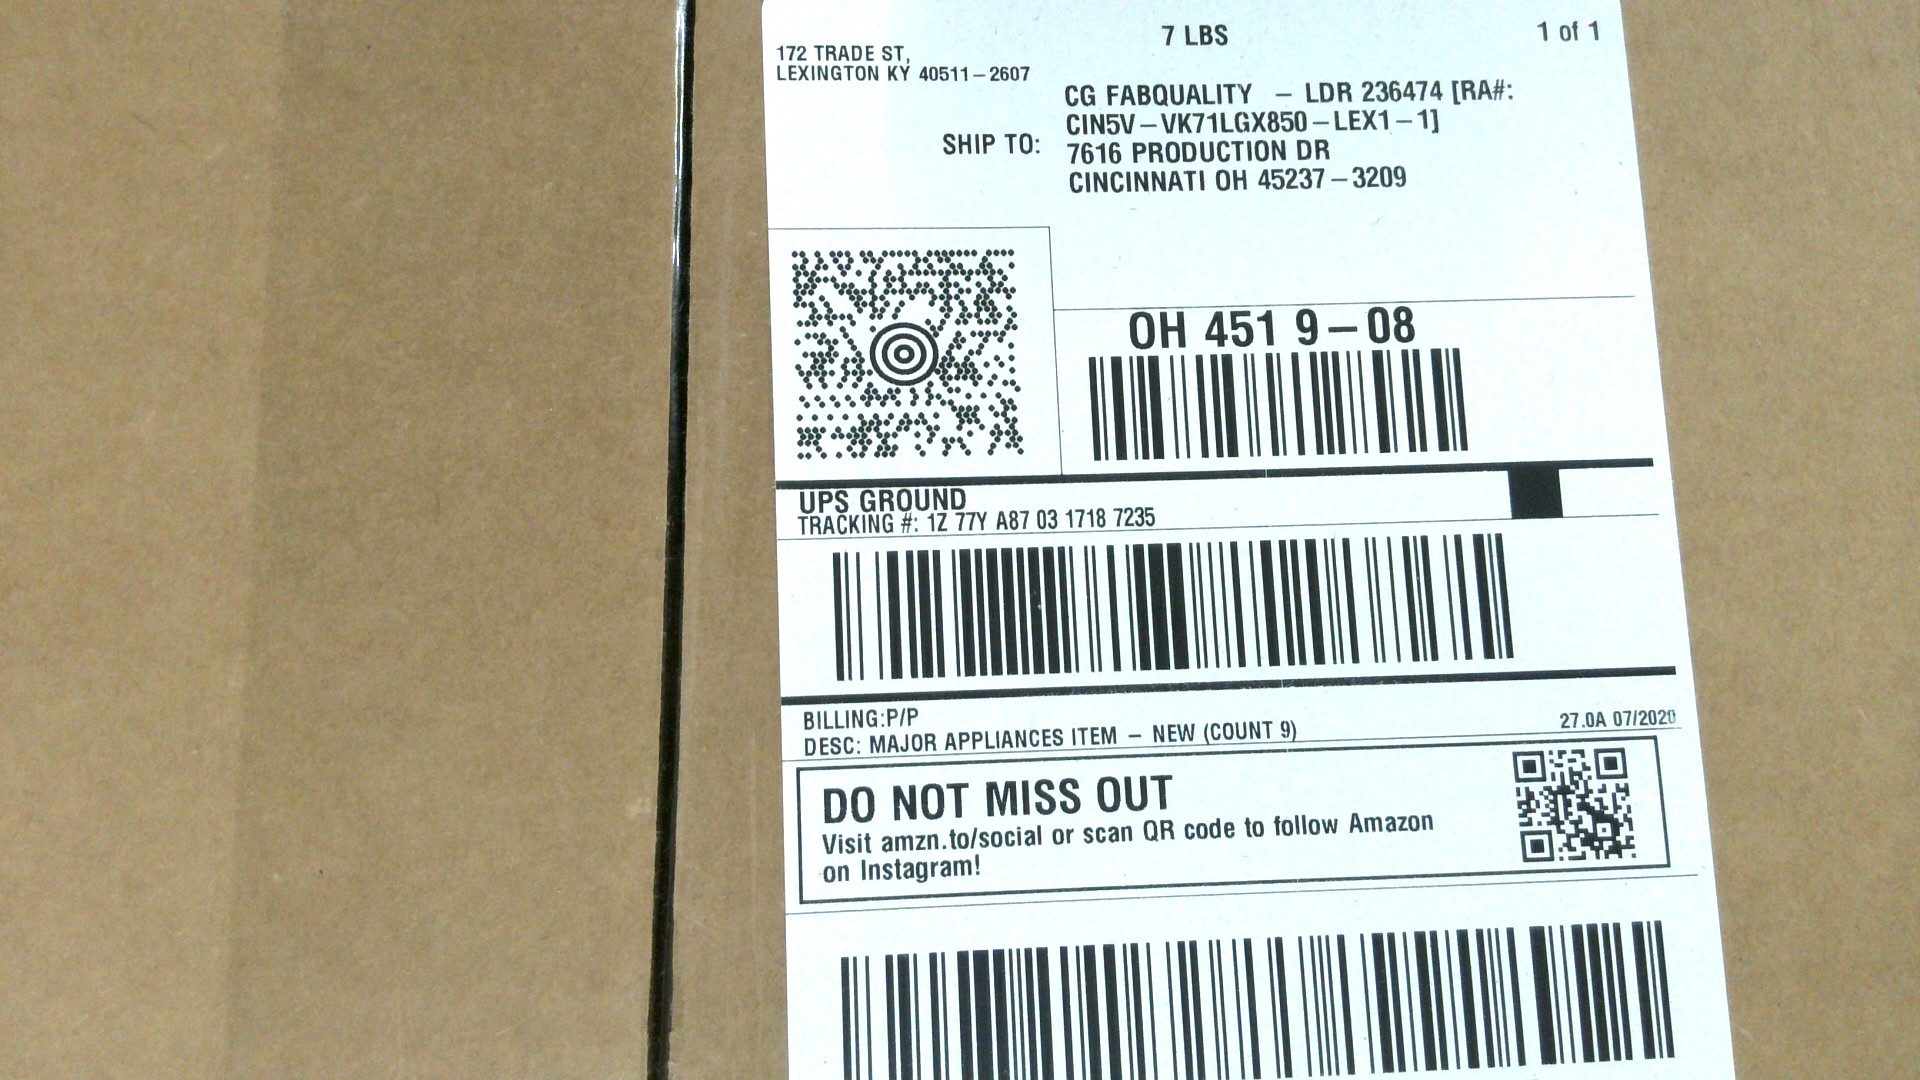 7 LBS
1 of 1
172 TRADE ST,
LEXINGTON KY 40511-2607
SHIP TO:
CG FABQUALITY - LDR 236474 [RA#:
CIN5V-VK71LGX850-LEX1-1]
7616 PRODUCTION DR
CINCINNATI OH 45237-3209
OH 451 9-08
UPS GROUND
TRACKING #: 1Z 77Y A87 03 1718 7235
BILLING:P/P
DESC: MAJOR APPLIANCES ITEM - NEW (COUNT 9)
27.0A 07/2020
DO NOT MISS OUT
Visit amzn.to/social or scan QR code to follow Amazon
on Instagram!